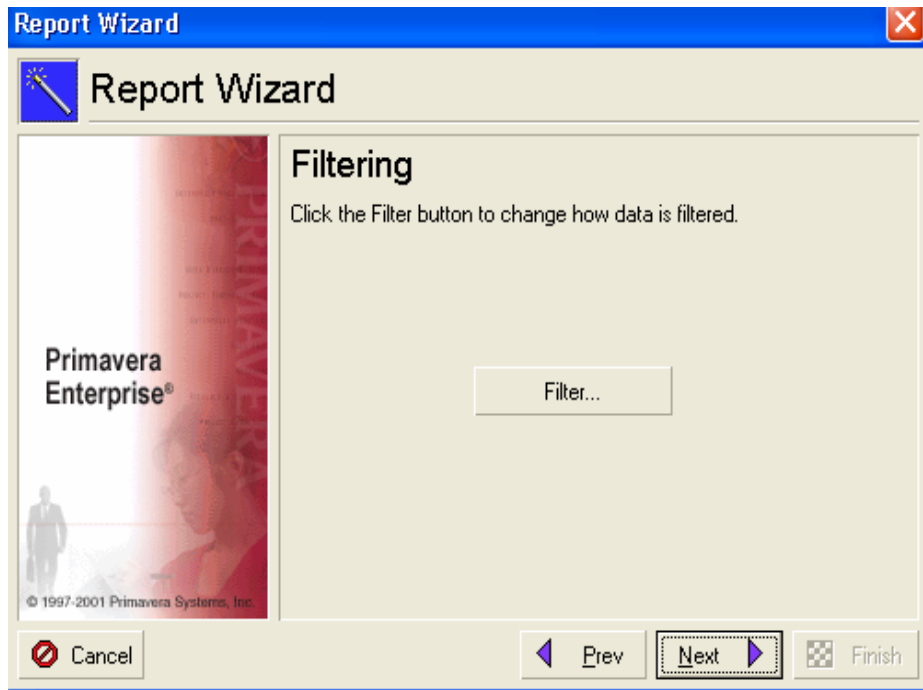 Report Wizard
Report Wizard
Filtering
Click the Filter button to change how data is filtered.
PRIMAVERA
Primavera
Enterprise®
Filter...
© 1997-2001 Primavera Systems, Inc.
Cancel
Prev
Next
Finish